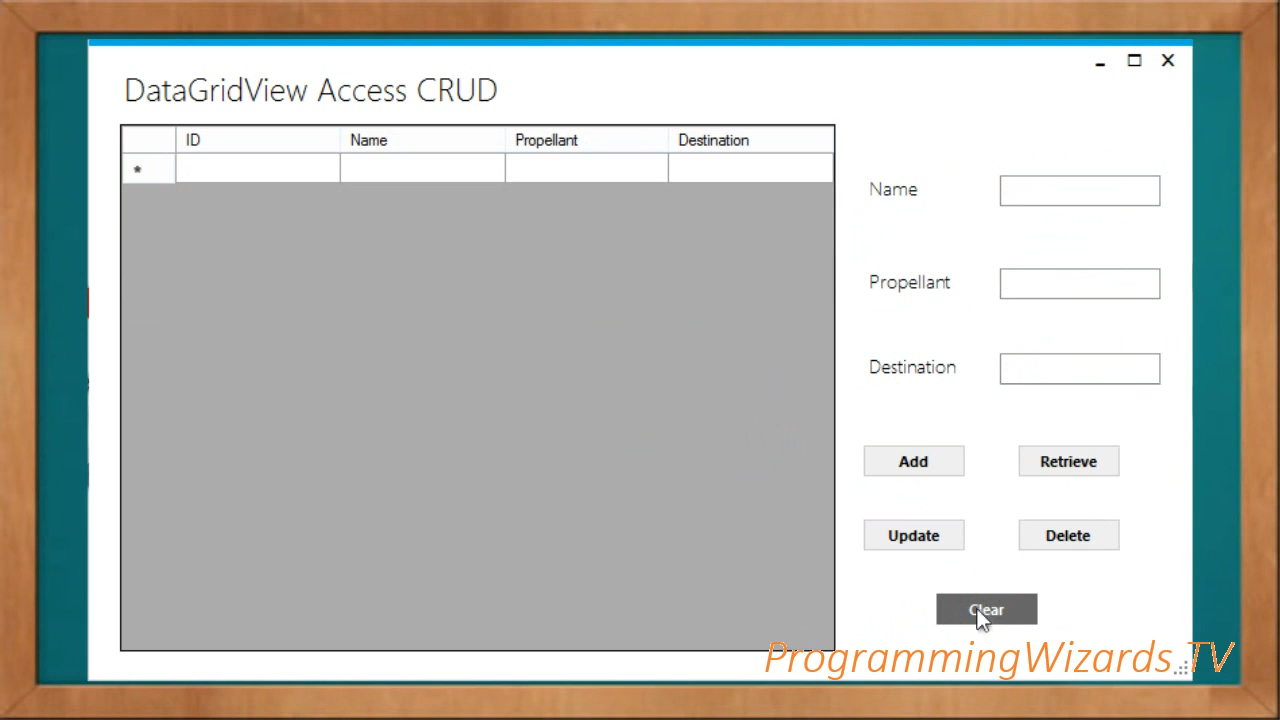 DataGridView Access CRUD
ID Name Propellant Destination
*
Name
Propellant
Destination
Add Retrieve
Update Delete
Clear
ProgrammingWizards TV